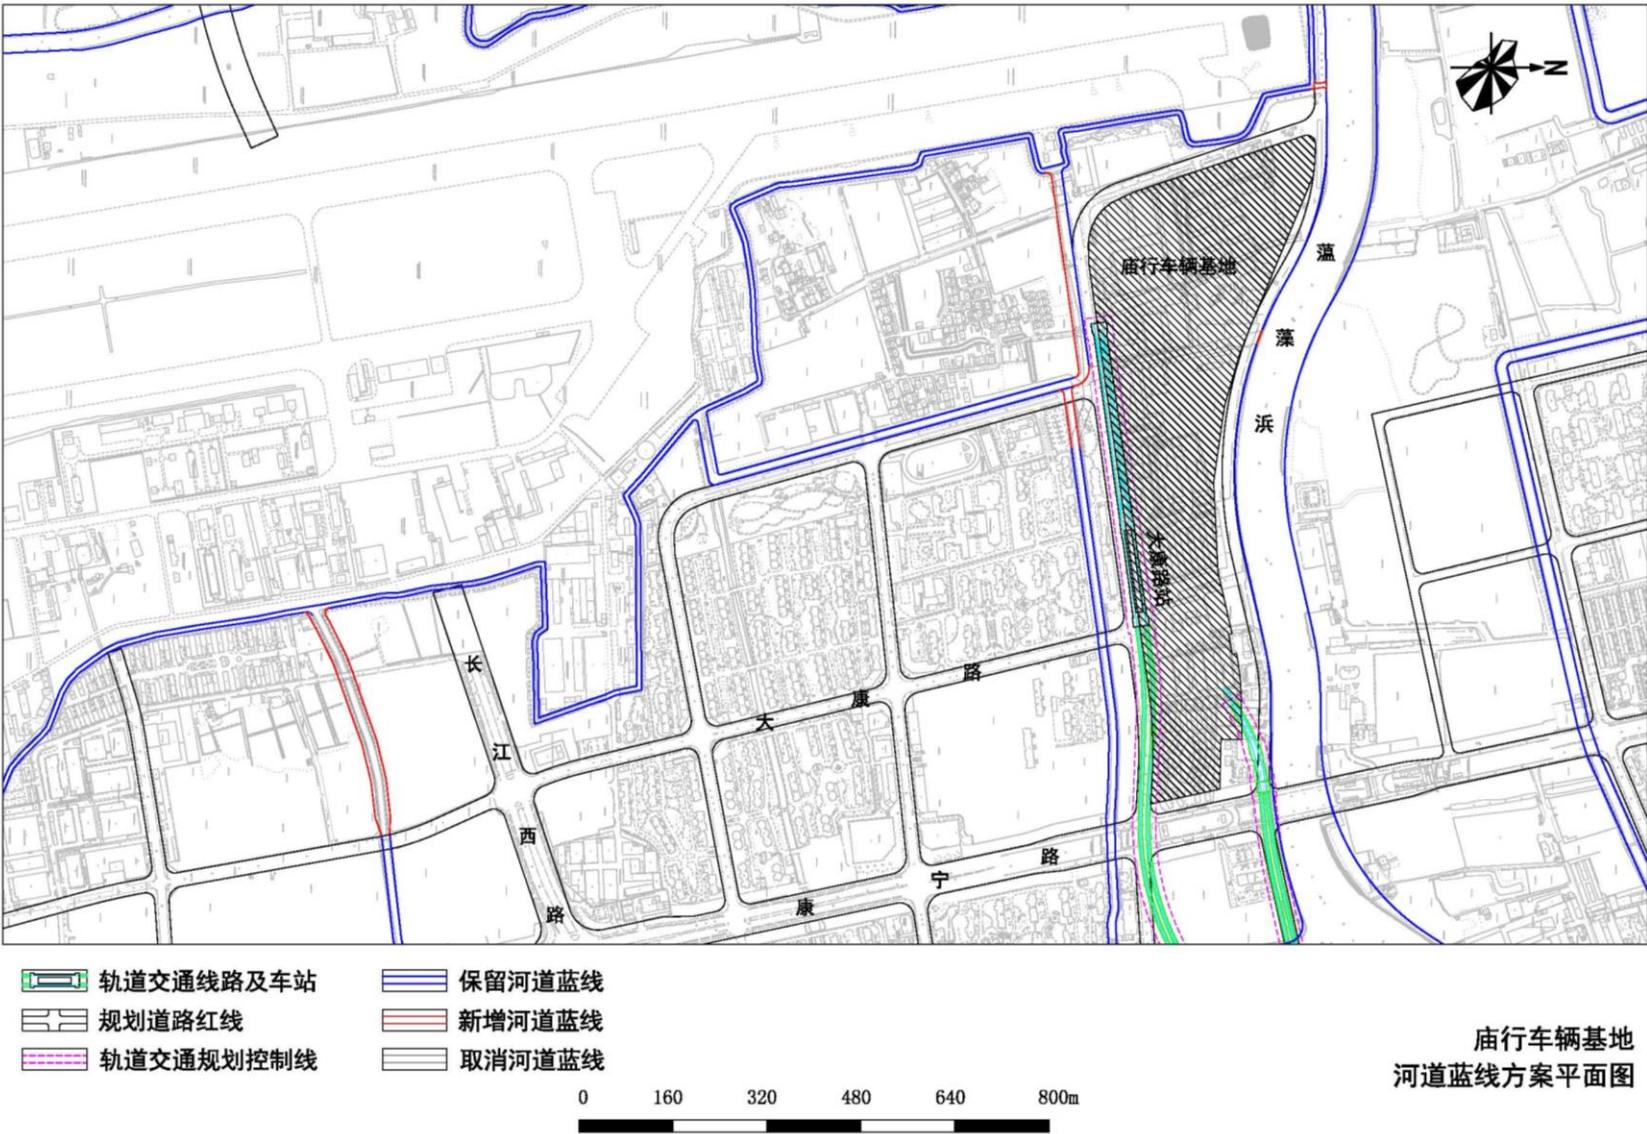 N
蕰
藻
浜
庙行车辆基地
大康路站
长
江
西
路
大
康
路
康
宁
路
轨道交通线路及车站
保留河道蓝线
规划道路红线
新增河道蓝线
轨道交通规划控制线
取消河道蓝线
庙行车辆基地
河道蓝线方案平面图
0 160 320 480 640 800m